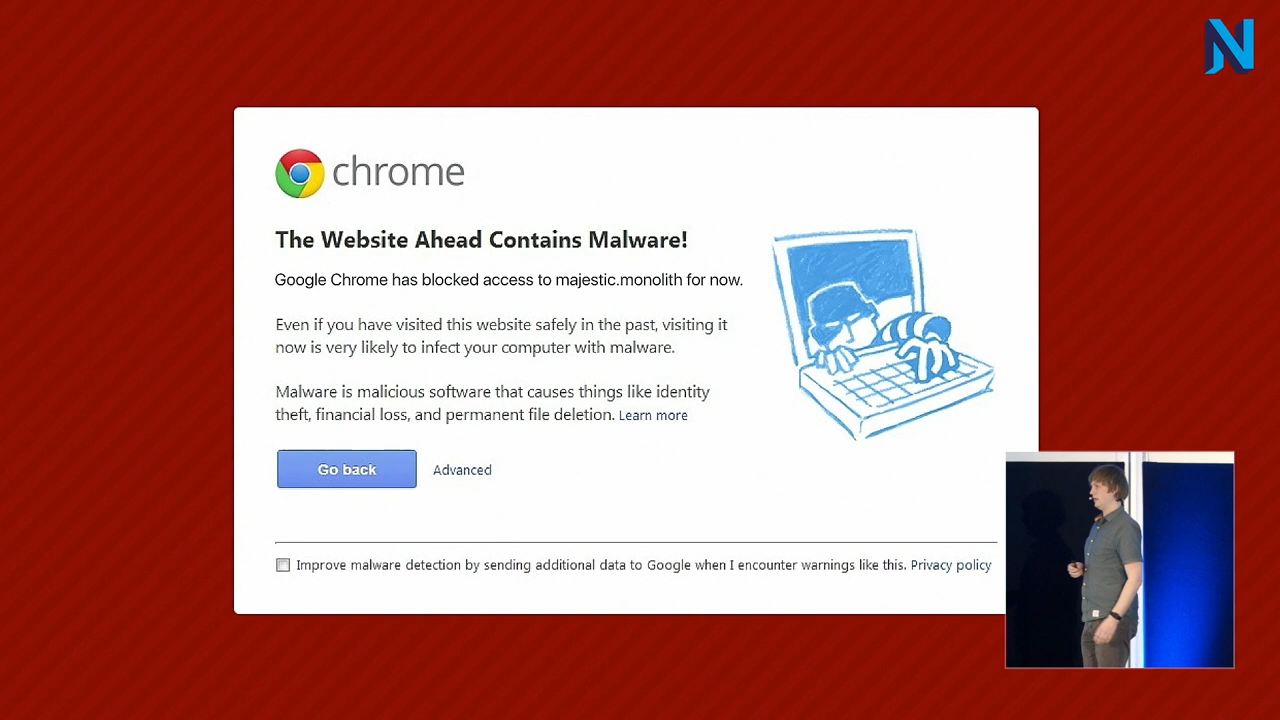 chrome
The Website Ahead Contains Malware!
Google Chrome has blocked access to majestic.monolith for now.
Even if you have visited this website safely in the past, visiting it
now is very likely to infect your computer with malware.
Malware is malicious software that causes things like identity
theft, financial loss, and permanent file deletion. Learn more
Go back
Advanced
Improve malware detection by sending additional data to Google when I encounter warnings like this. Privacy policy
N